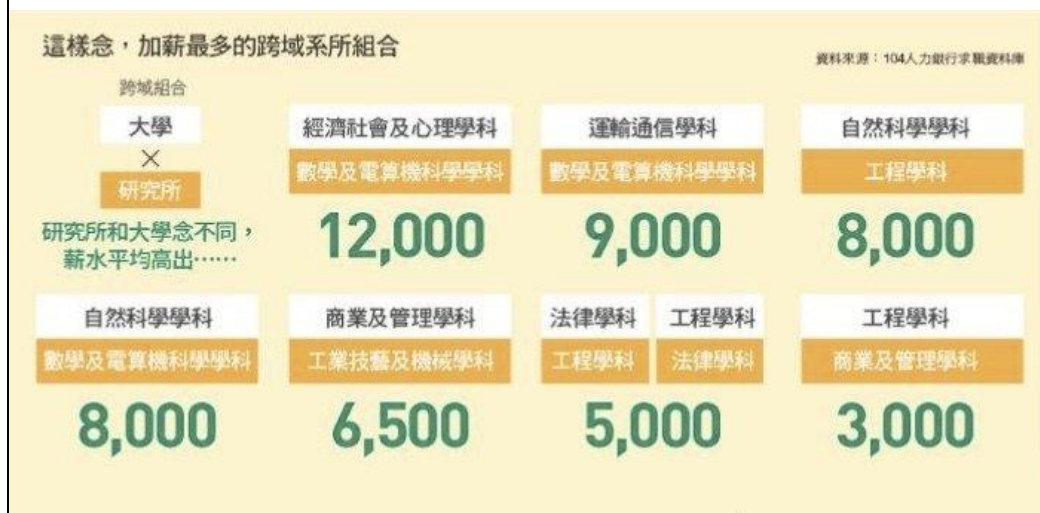 這樣念，加薪最多的跨域系所組合
資料來源：104人力銀行求職資料庫
跨域組合
大學
×
研究所
研究所和大學念不同，
薪水平均高出……
經濟社會及心理學科
數學及電算機科學學科
12,000
運輸通信學科
數學及電算機科學學科
9,000
自然科學學科
工程學科
8,000
自然科學學科
數學及電算機科學學科
8,000
商業及管理學科
工業技藝及機械學科
6,500
法律學科
工程學科
工程學科
法律學科
5,000
工程學科
商業及管理學科
3,000